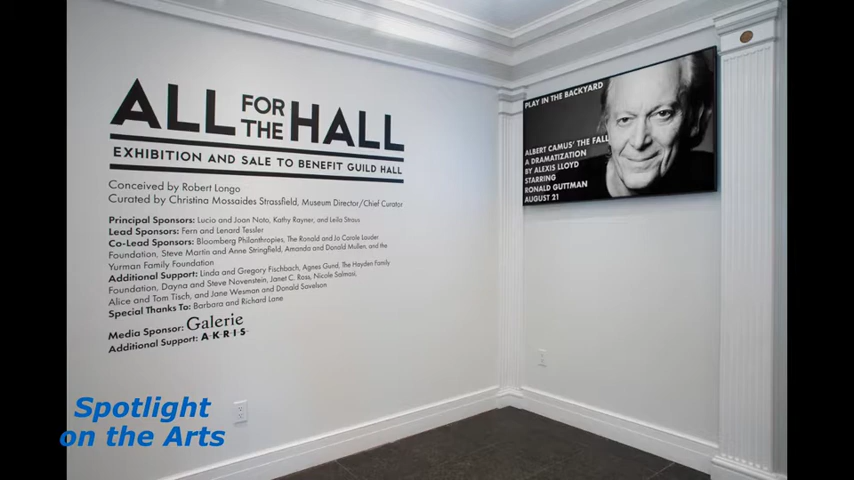 ALL FOR THE HALL
EXHIBITION AND SALE TO BENEFIT GUILD HALL
Conceived by Robert Longo
Curated by Christina Mossaides Strassfield, Museum Director/Chief Curator
Principal Sponsors: Lucio and Joan Noto, Kathy Rayner, and Leila Straus
Lead Sponsors: Fern and Lenard Tessler
Co-Lead Sponsors: Bloomberg Philanthropies, The Ronald and Jo Carole Lauder
Foundation, Steve Martin and Anne Stringfield, Amanda and Donald Mullen, and the
Yurman Family Foundation
Additional Support: Linda and Gregory Fischbach, Agnes Gund, The Hayden Family
Foundation, Dayna and Steve Novenstein, Janet C. Ross, Nicole Salmasi,
Alice and Tom Tisch, and Jane Wesman and Donald Savelson
Special Thanks To: Barbara and Richard Lane
Media Sponsor: Galerie
Additional Support: AKRIS
PLAY IN THE BACKYARD
ALBERT CAMUS' THE FALL
A DRAMATIZATION
BY ALEXIS LLOYD
STARRING
RONALD GUTTMAN
AUGUST 21
Spotlight
on the Arts